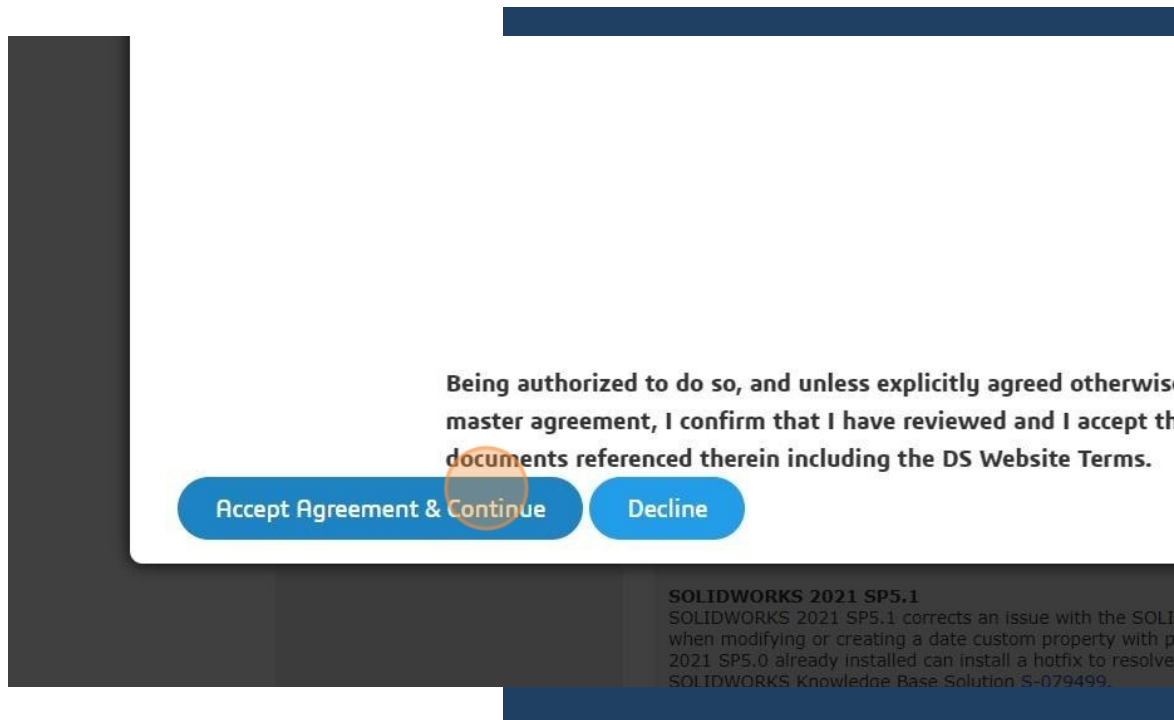 Being authorized to do so, and unless explicitly agreed otherwise
master agreement, I confirm that I have reviewed and I accept th
documents referenced therein including the DS Website Terms.
Accept Agreement & Continue
Decline
SOLIDWORKS 2021 SP5.1
SOLIDWORKS 2021 SP5.1 corrects an issue with the SOLI
when modifying or creating a date custom property with p
2021 SP5.0 already installed can install a hotfix to resolve
SOLIDWORKS Knowledge Base Solution S-079499.